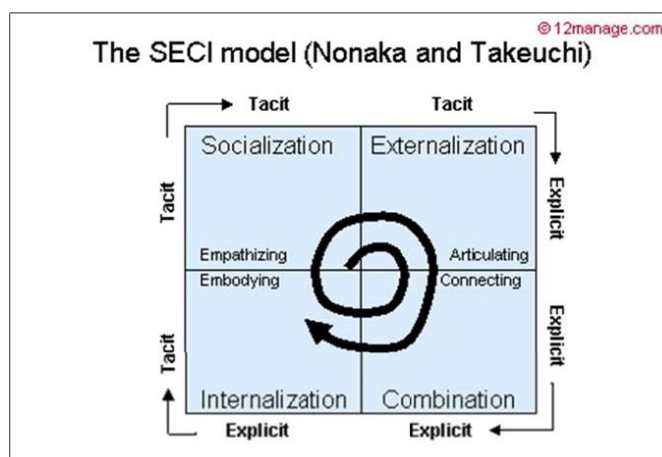 © 12manage.com
The SECI model (Nonaka and Takeuchi)
Tacit Tacit
Tacit
Socialization Externalization
Explicit
Empathizing Articulating
Embodying Connecting
Tacit
Explicit
Internalization Combination
Explicit Explicit